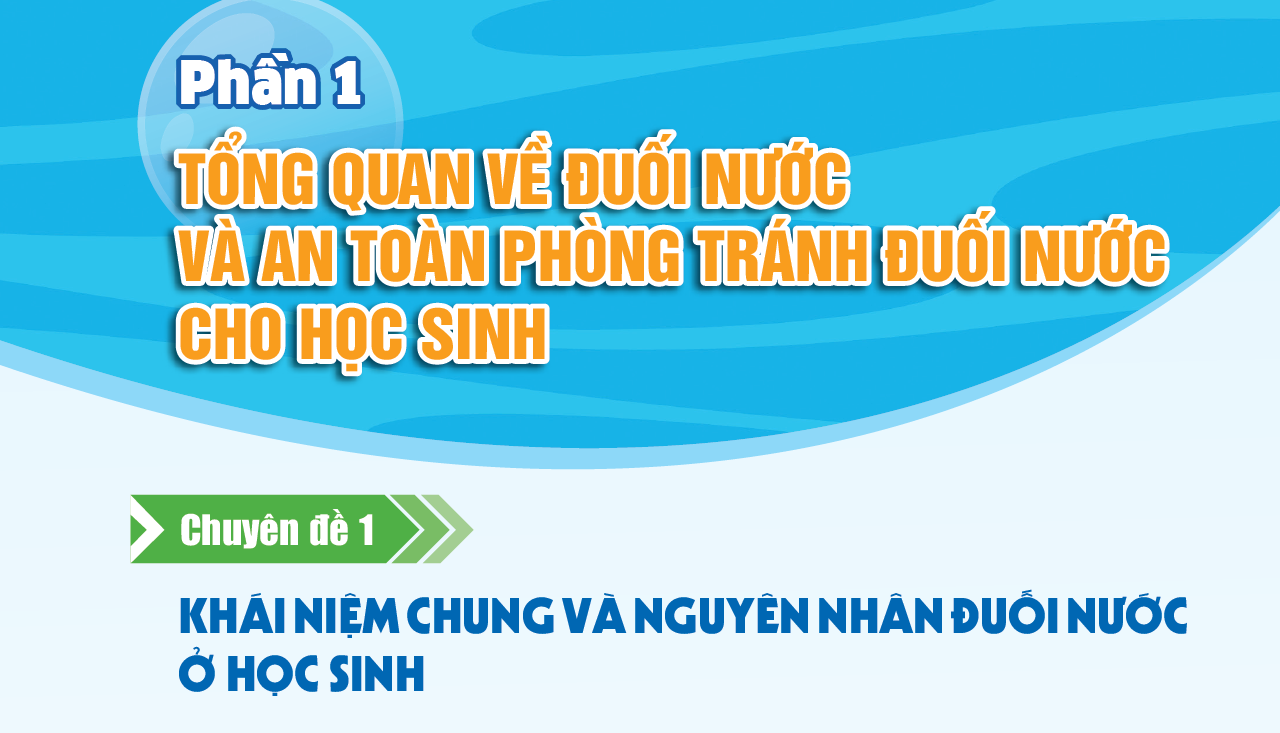 Phần 1
TỔNG QUAN VỀ ĐUỐI NƯỚC
VÀ AN TOÀN PHÒNG TRÁNH ĐUỐI NƯỚC
CHO HỌC SINH
Chuyên đề 1
KHÁI NIỆM CHUNG VÀ NGUYÊN NHÂN ĐUỐI NƯỚC
Ở HỌC SINH